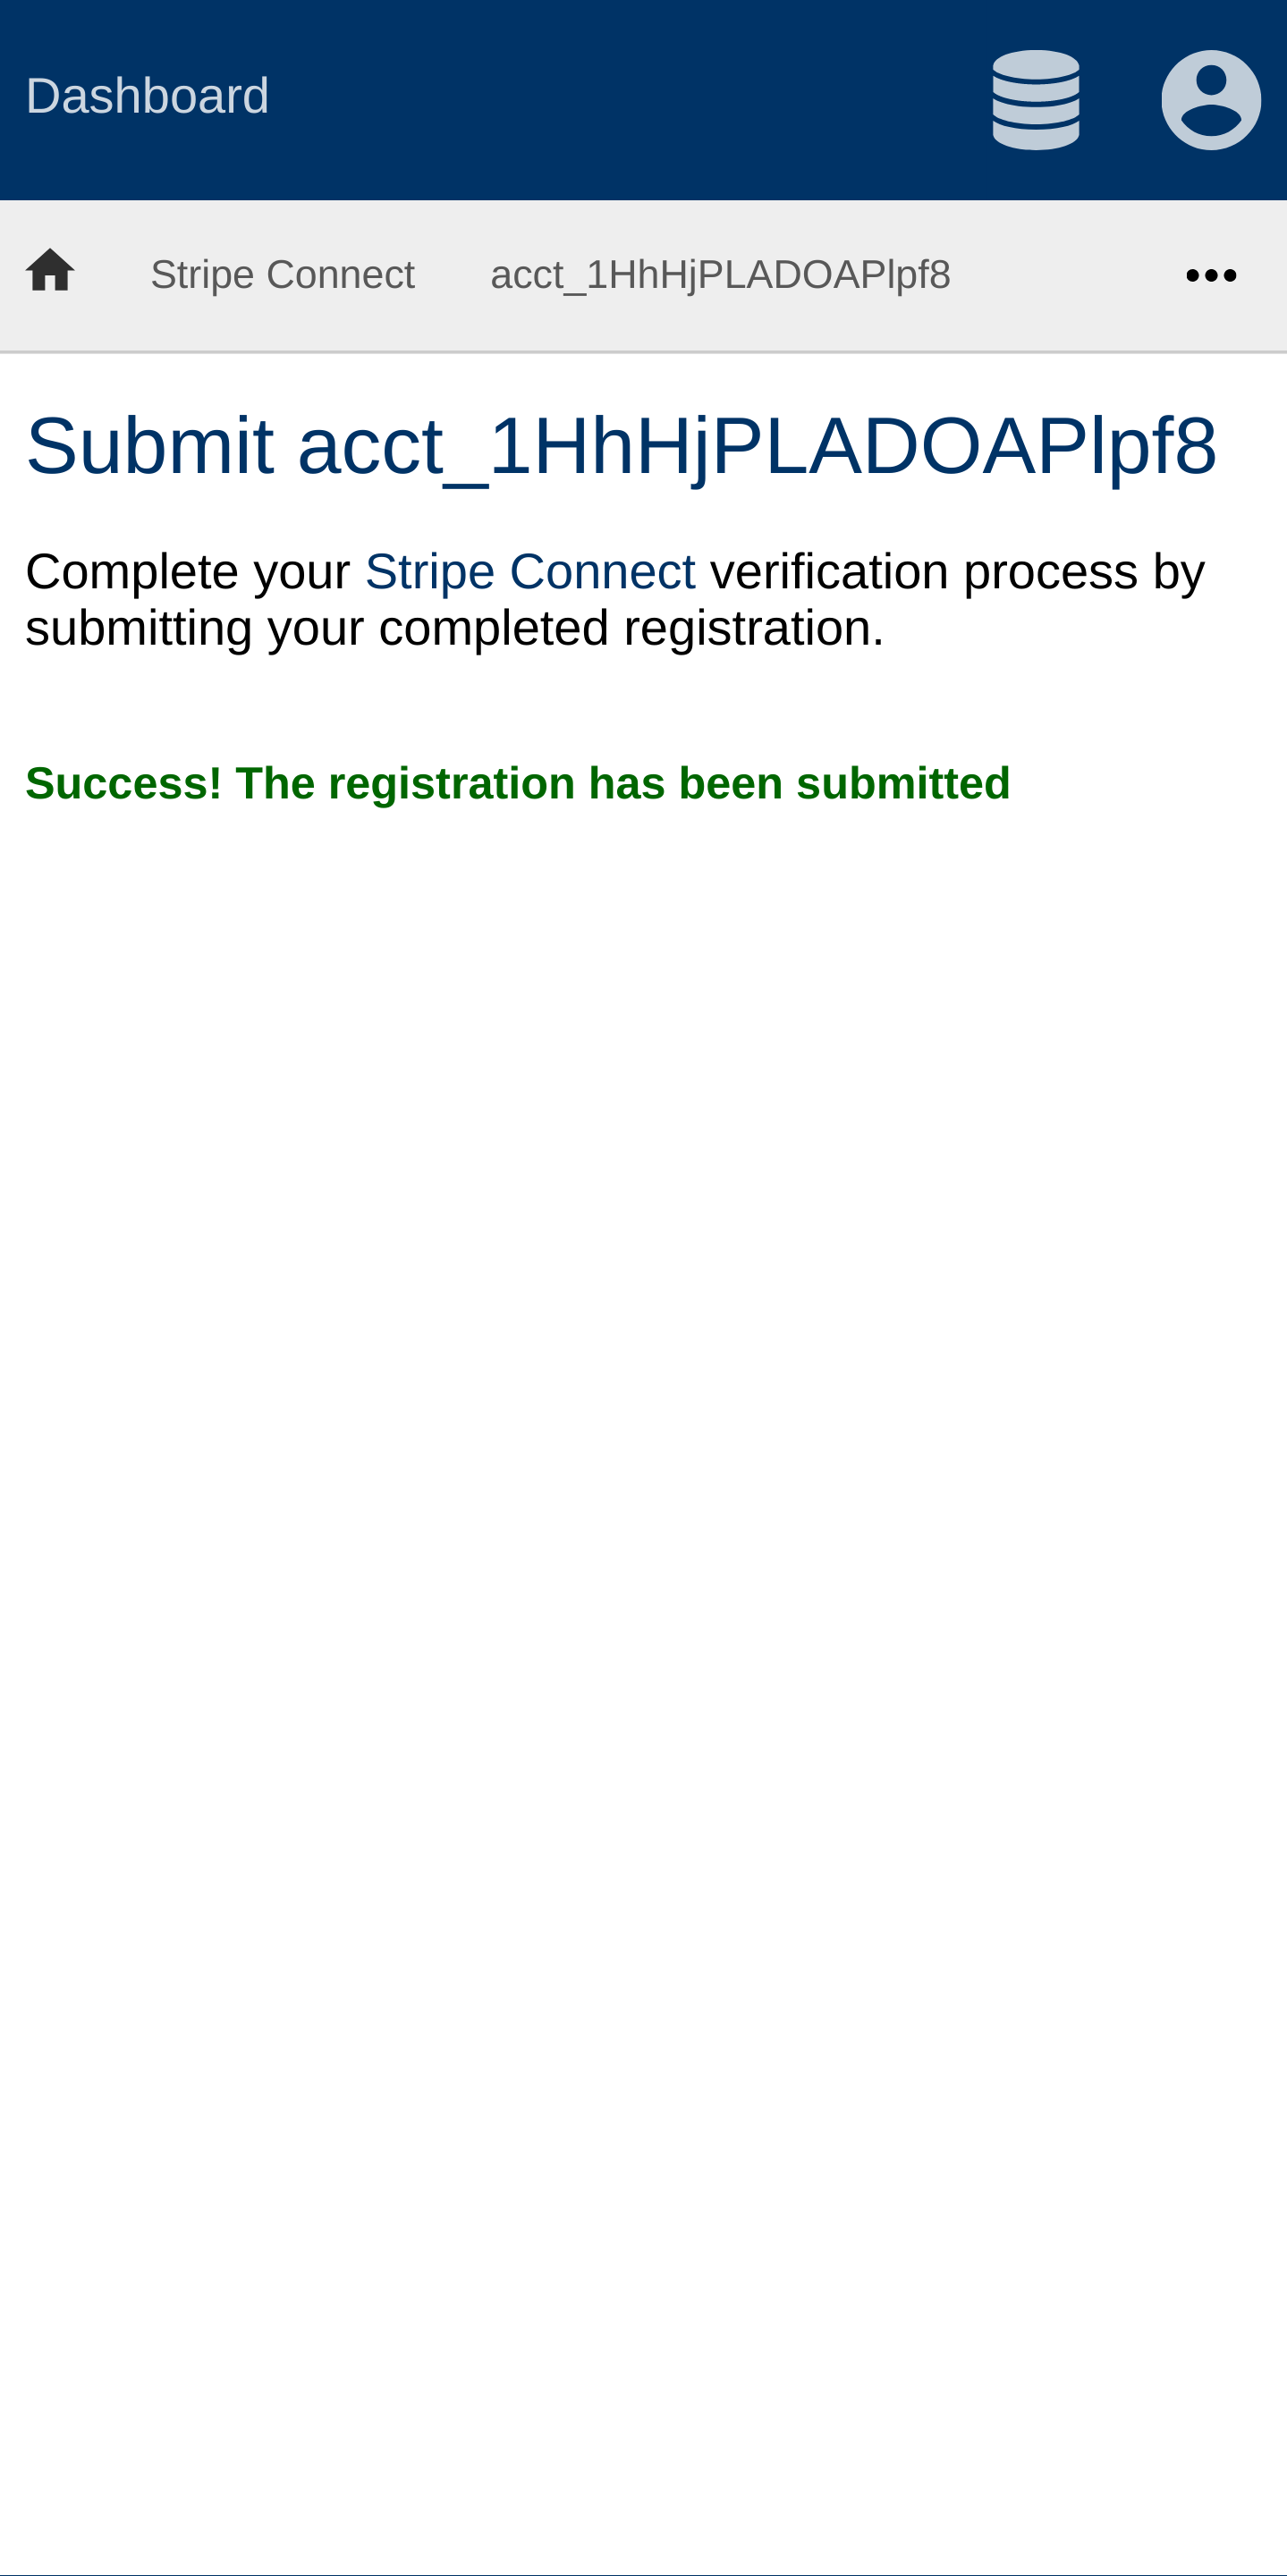 Dashboard
Stripe Connect acct_1HhHjPLADOAPlpf8
Submit acct_1HhHjPLADOAPlpf8
Complete your Stripe Connect verification process by
submitting your completed registration.
Success! The registration has been submitted